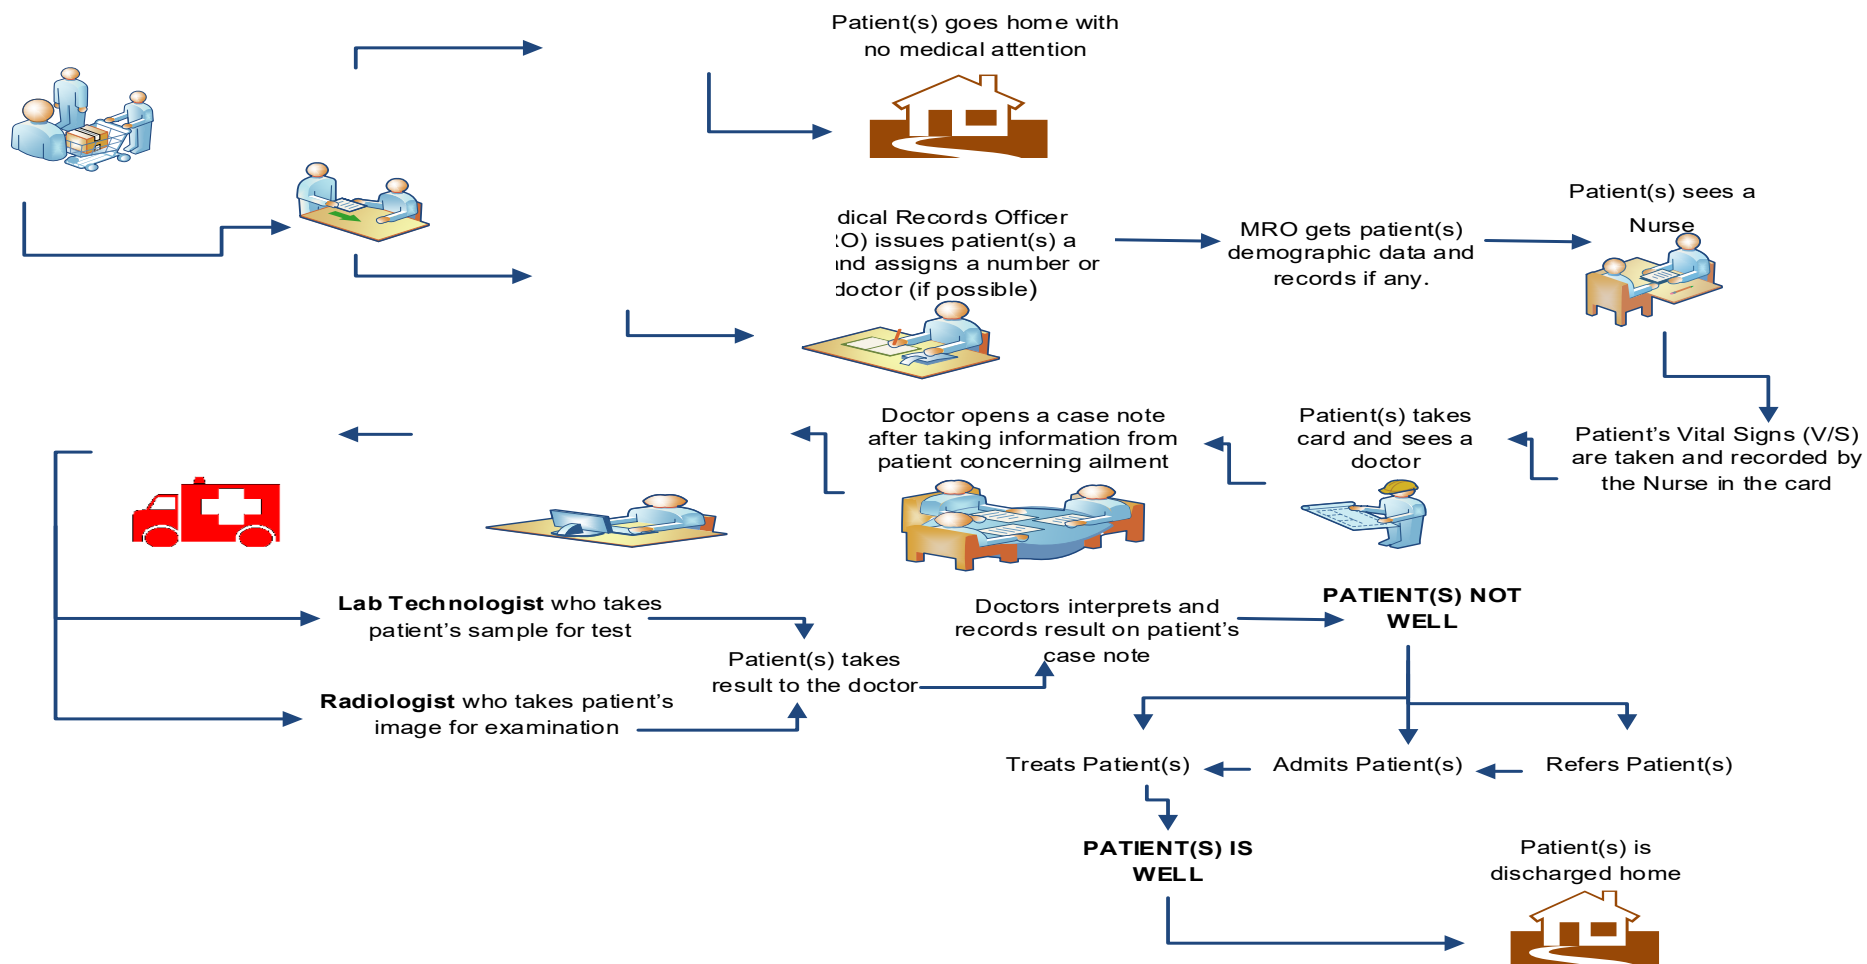 Patient(s) goes home with
no medical attention
Patient(s) sees a
Nurse
dical Records Officer
O) issues patient(s) a
nd assigns a number or
doctor (if possible)
MRO gets patient(s)
demographic data and
records if any.
Doctor opens a case note
after taking information from
patient concerning ailment
Patient(s) takes
card and sees a
doctor
Patient's Vital Signs (V/S)
are taken and recorded by
the Nurse in the card
Lab Technologist who takes
patient's sample for test
Doctors interprets and
records result on patient's
case note
PATIENT(S) NOT
WELL
Patient(s) takes
result to the doctor
Radiologist who takes patient's
image for examination
Treats Patient(s)
Admits Patient(s)
Refers Patient(s)
PATIENT(S) IS
WELL
Patient(s) is
discharged home